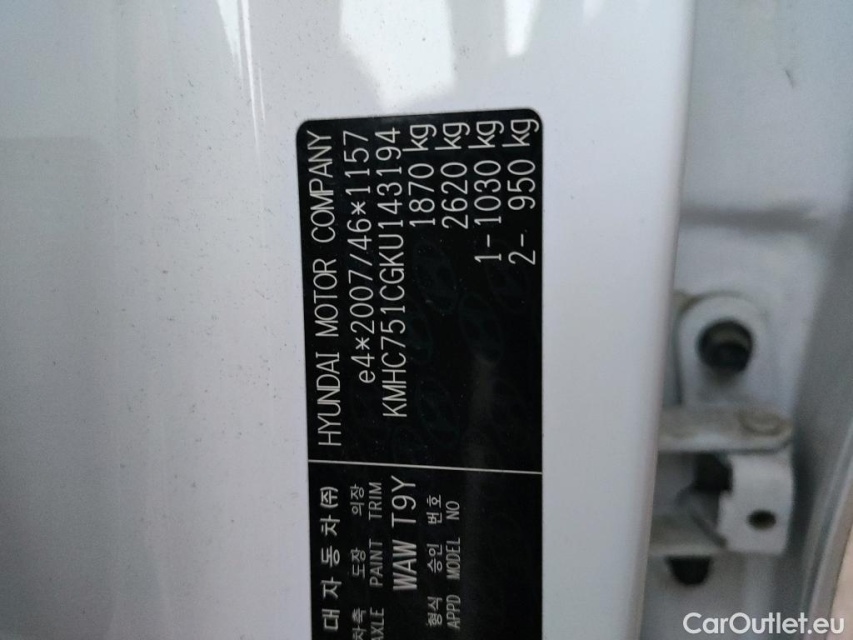 HYUNDAI MOTOR COMPANY
e4*2007/46*1157
KMHC751CGKU143194
1870 kg
2620 kg
1- 1030 kg
2- 950 kg
대자동차(주)
차축 도장 의장
AXLE PAINT TRIM
WAW T9Y
형식 승인 번호
APPD MODEL NO
CarOutlet.eu